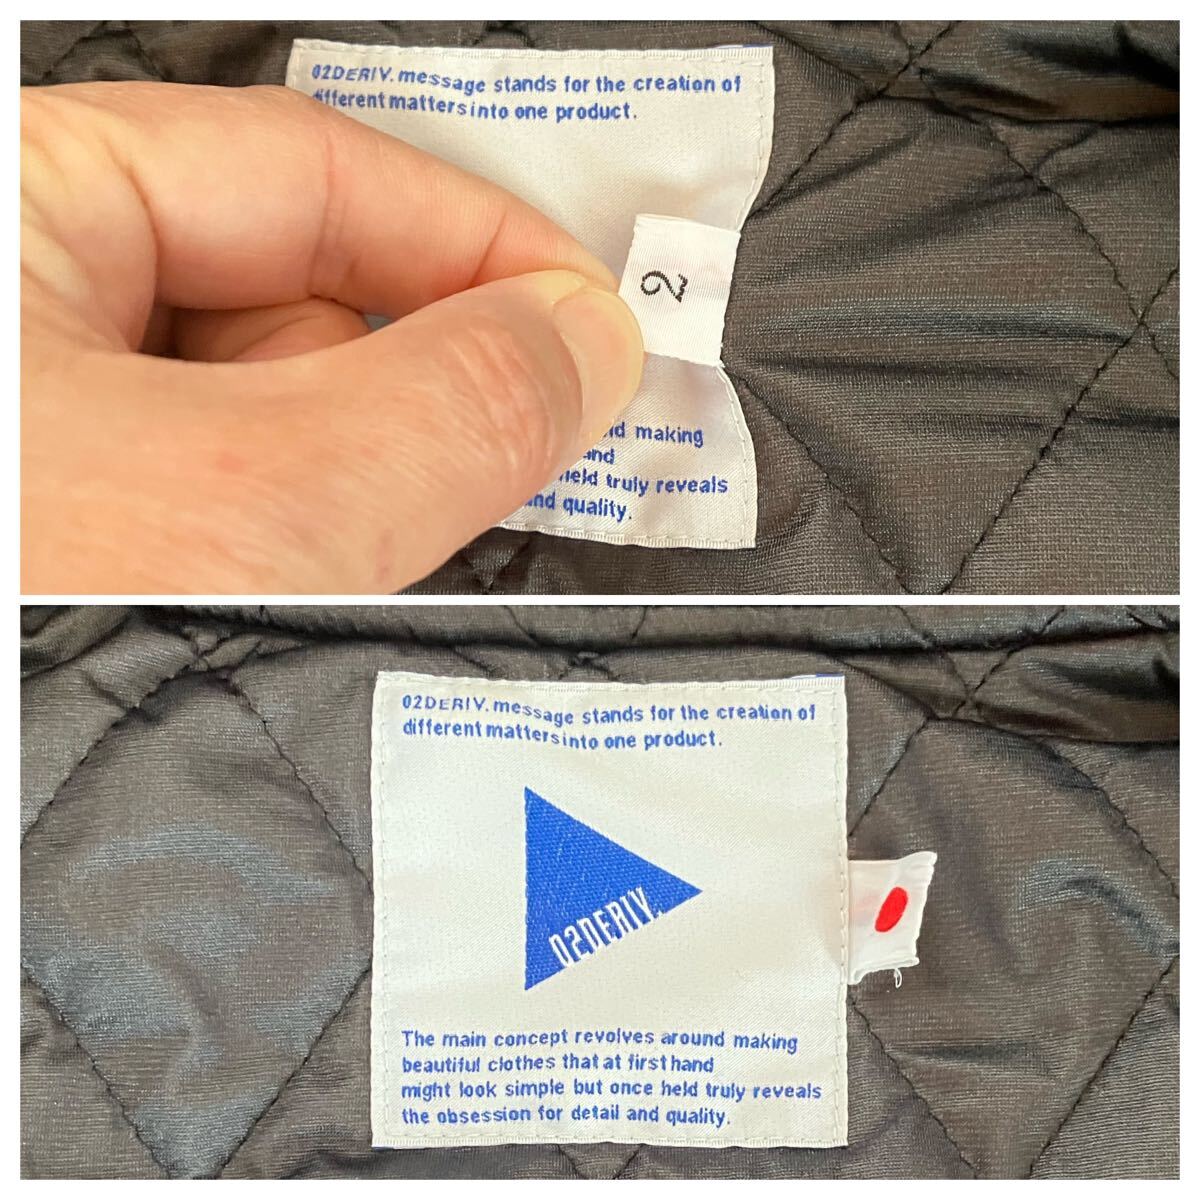 02DERIV. message stands for the creation of
different matters into one product.
2
making
and
held truly reveals
and quality.
02DERIV. message stands for the creation of
different matters into one product.
02DERIV.
The main concept revolves around making
beautiful clothes that at first hand
might look simple but once held truly reveals
the obsession for detail and quality.